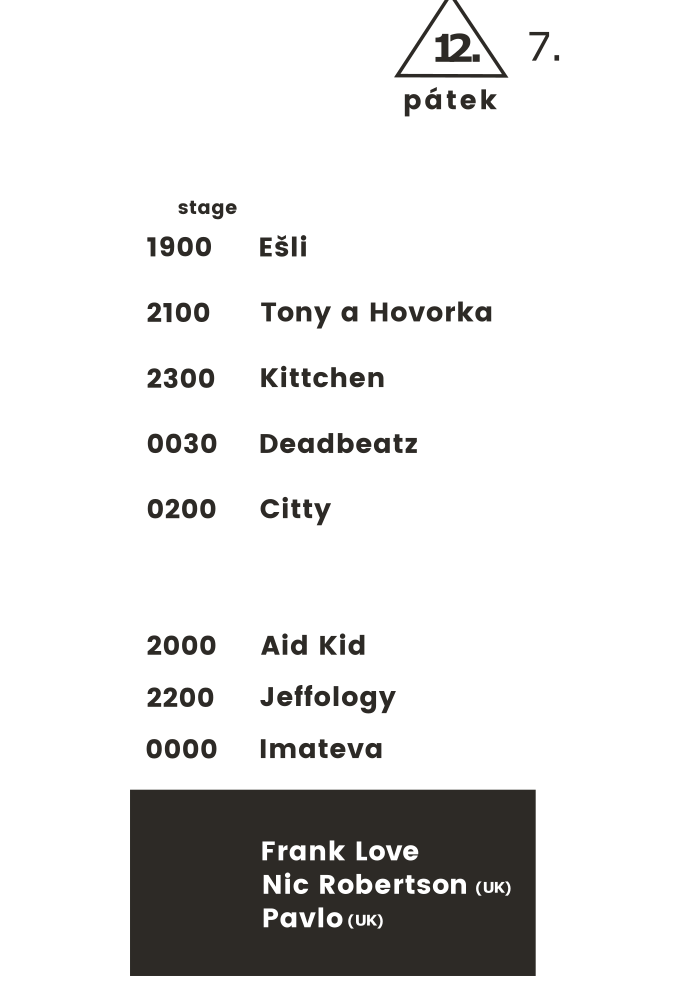 12. 7.
pátek
stage
1900 Ešli
2100 Tony a Hovorka
2300 Kittchen
0030 Deadbeatz
0200 Citty
2000 Aid Kid
2200 Jeffology
0000 Imateva
Frank Love
Nic Robertson (UK)
Pavlo (UK)